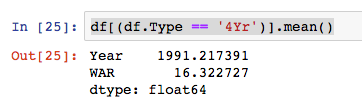 In [25]: df[(df.Type == '4Yr')].mean()
Out[25]: Year    1991.217391
WAR       16.322727
dtype: float64